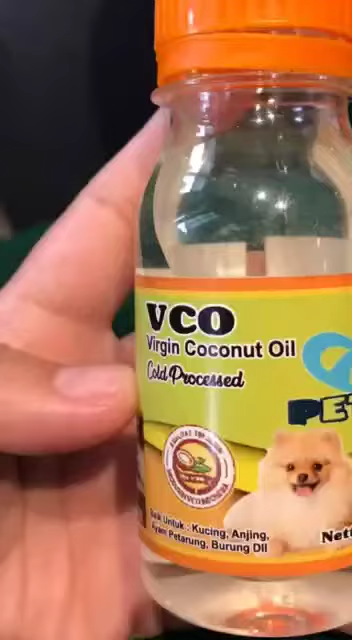 VCO
Virgin Coconut Oil
Cold Processed
PET
Baik Untuk : Kucing, Anjing,
Ayam Petarung, Burung Dll
Nett